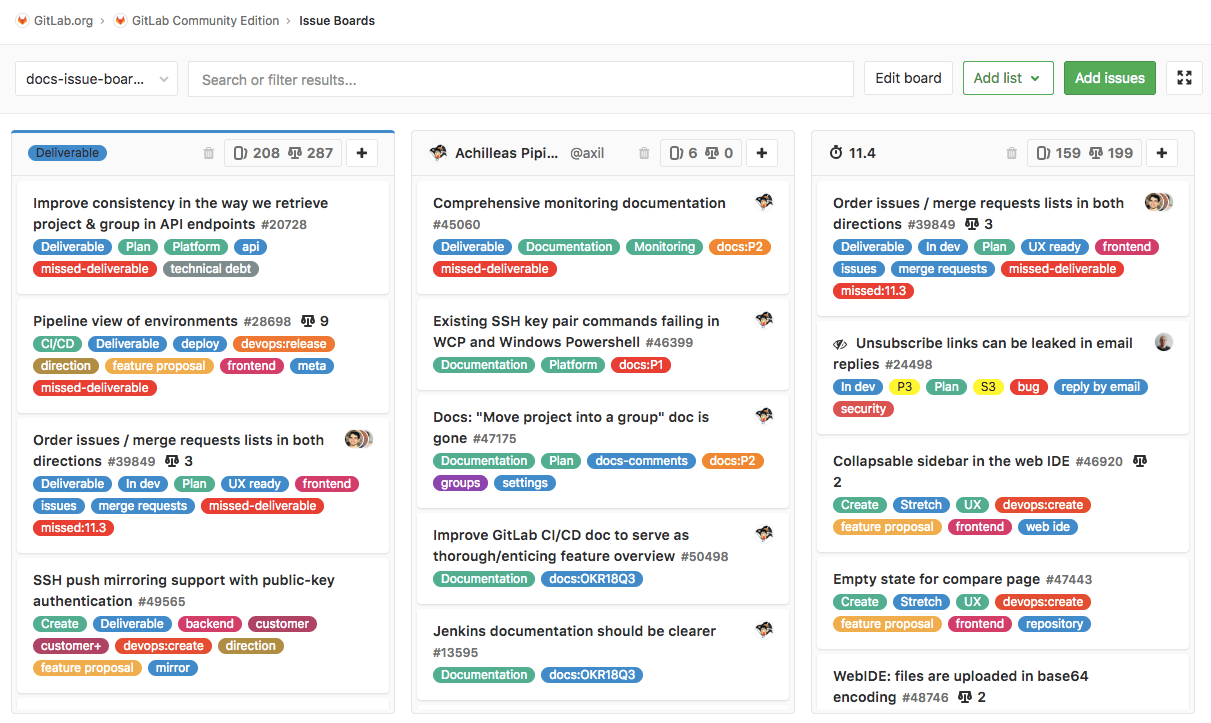 GitLab.org › GitLab Community Edition › Issue Boards
docs-issue-boar...
Search or filter results...
Edit board
Add list
Add issues
Deliverable
208 287
+
Improve consistency in the way we retrieve
project & group in API endpoints #20728
Deliverable Plan Platform api
missed-deliverable technical debt
Pipeline view of environments #28698 9
CI/CD Deliverable deploy devops:release
direction feature proposal frontend meta
missed-deliverable
Order issues / merge requests lists in both
directions #39849 3
Deliverable In dev Plan UX ready frontend
issues merge requests missed-deliverable
missed:11.3
SSH push mirroring support with public-key
authentication #49565
Create Deliverable backend customer
customer+ devops:create direction
feature proposal mirror
Achilleas Pipi... @axil
6 0
+
Comprehensive monitoring documentation
#45060
Deliverable Documentation Monitoring docs:P2
missed-deliverable
Existing SSH key pair commands failing in
WCP and Windows Powershell #46399
Documentation Platform docs:P1
Docs: "Move project into a group" doc is
gone #47175
Documentation Plan docs-comments docs:P2
groups settings
Improve GitLab CI/CD doc to serve as
thorough/enticing feature overview #50498
Documentation docs:OKR18Q3
Jenkins documentation should be clearer
#13595
Documentation docs:OKR18Q3
11.4
159 199
+
Order issues / merge requests lists in both
directions #39849 3
Deliverable In dev Plan UX ready frontend
issues merge requests missed-deliverable
missed:11.3
Unsubscribe links can be leaked in email
replies #24498
In dev P3 Plan S3 bug reply by email
security
Collapsable sidebar in the web IDE #46920
2
Create Stretch UX devops:create
feature proposal frontend web ide
Empty state for compare page #47443
Create Stretch UX devops:create
feature proposal frontend repository
WebIDE: files are uploaded in base64
encoding #48746 2